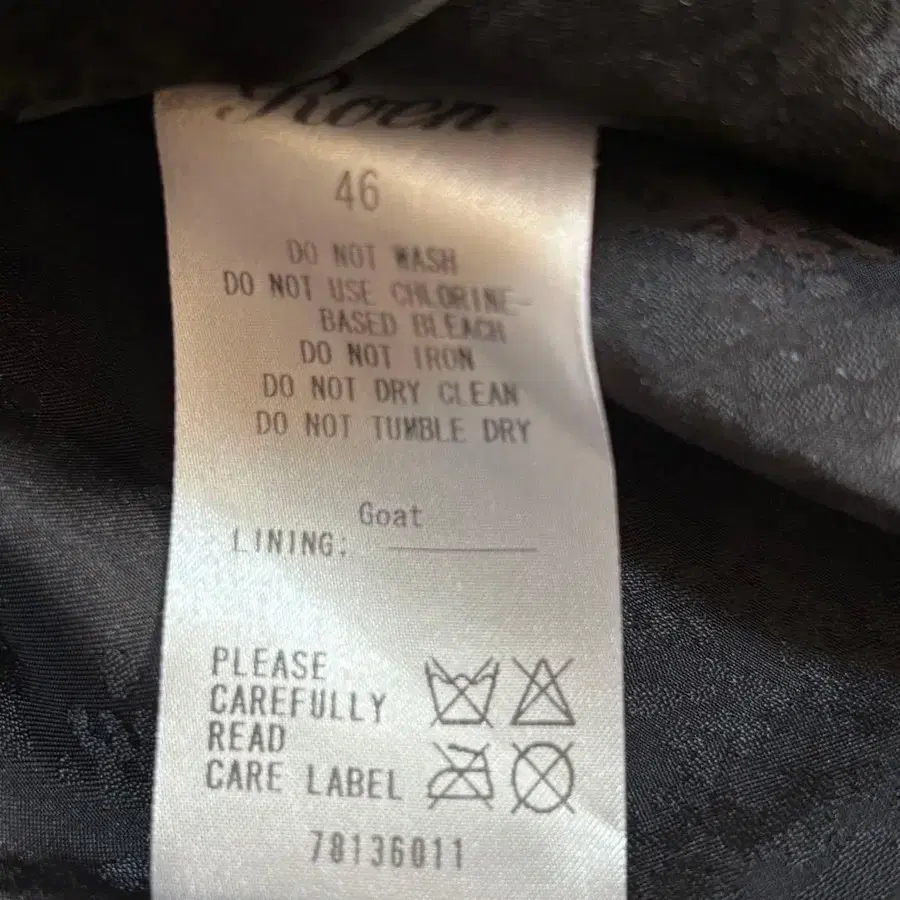 Roen.
46
DO NOT WASH
DO NOT USE CHLORINE-
BASED BLEACH
DO NOT IRON
DO NOT DRY CLEAN
DO NOT TUMBLE DRY
Goat
LINING:
PLEASE
CAREFULLY
READ
CARE LABEL
78136011